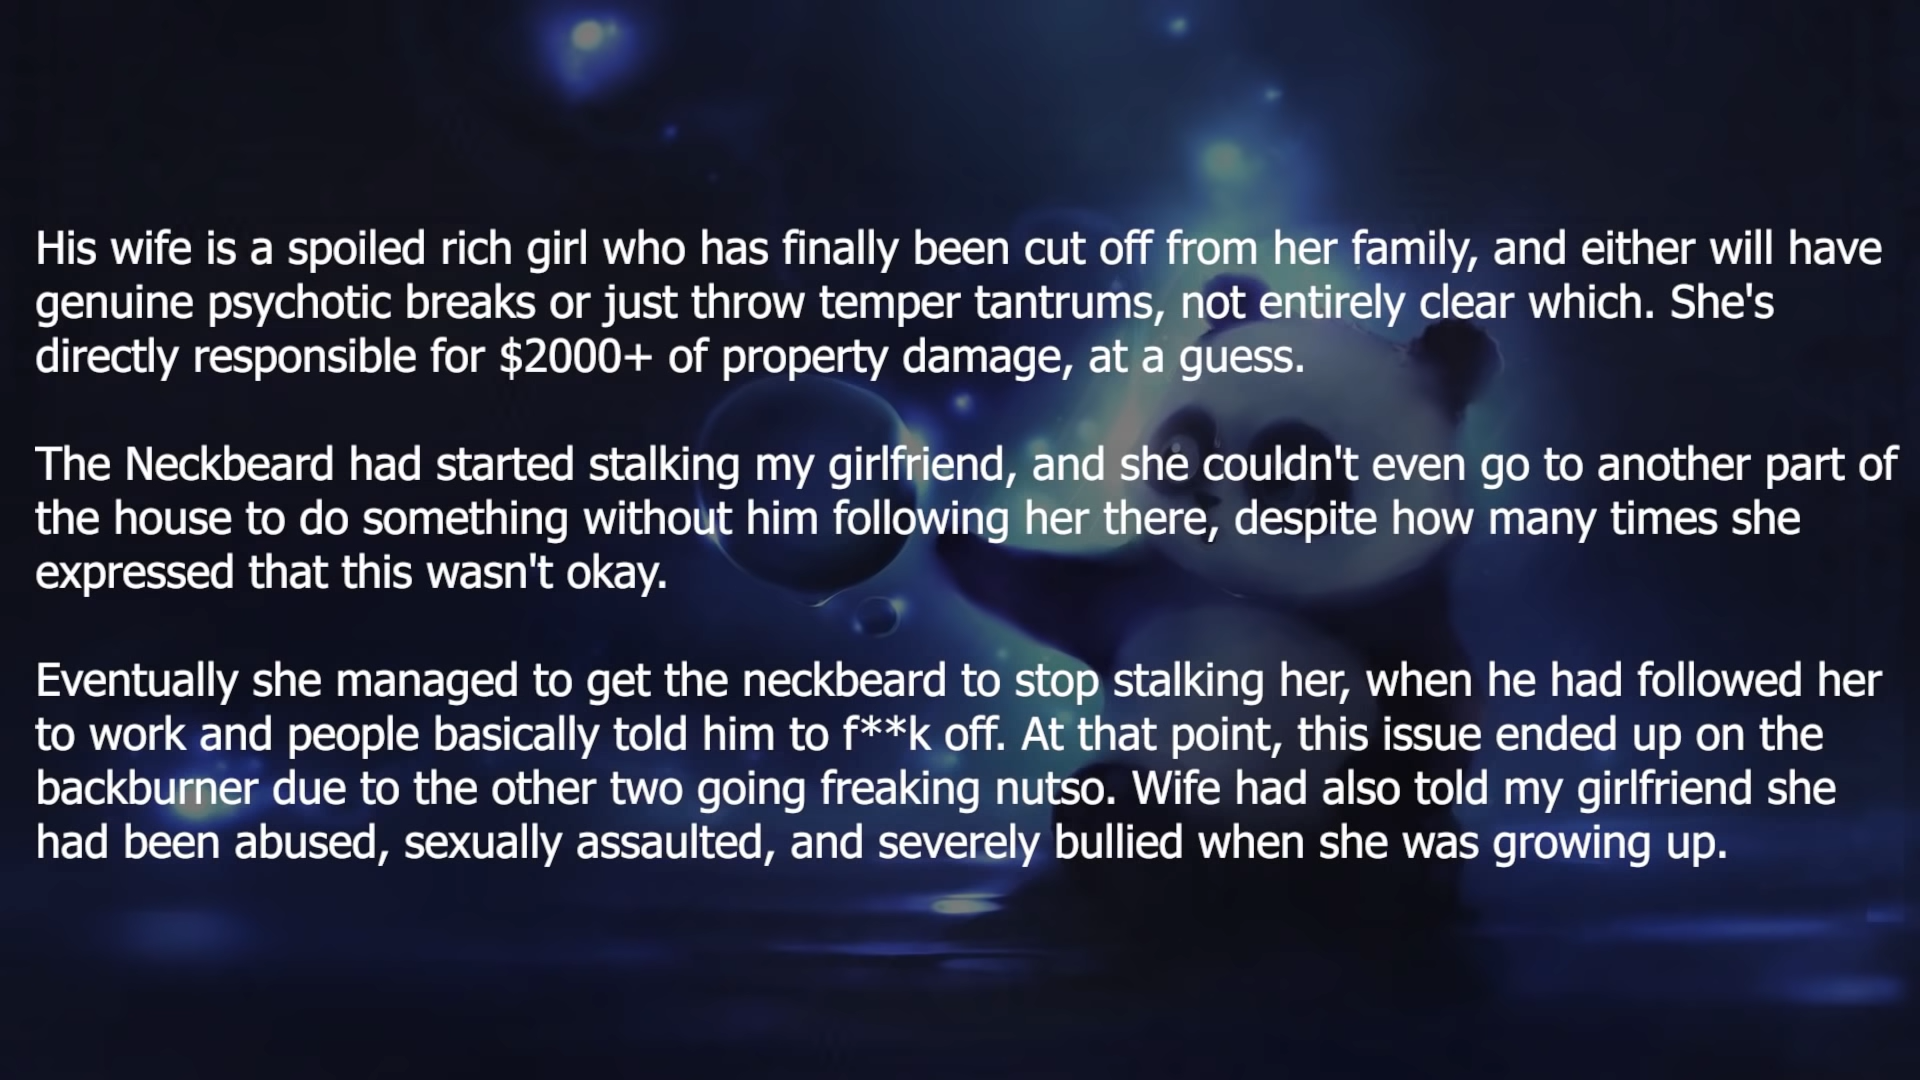 His wife is a spoiled rich girl who has finally been cut off from her family, and either will have
genuine psychotic breaks or just throw temper tantrums, not entirely clear which. She's
directly responsible for $2000+ of property damage, at a guess.
The Neckbeard had started stalking my girlfriend, and she couldn't even go to another part of
the house to do something without him following her there, despite how many times she
expressed that this wasn't okay.
Eventually she managed to get the neckbeard to stop stalking her, when he had followed her
to work and people basically told him to f**k off. At that point, this issue ended up on the
backburner due to the other two going freaking nutso. Wife had also told my girlfriend she
had been abused, sexually assaulted, and severely bullied when she was growing up.